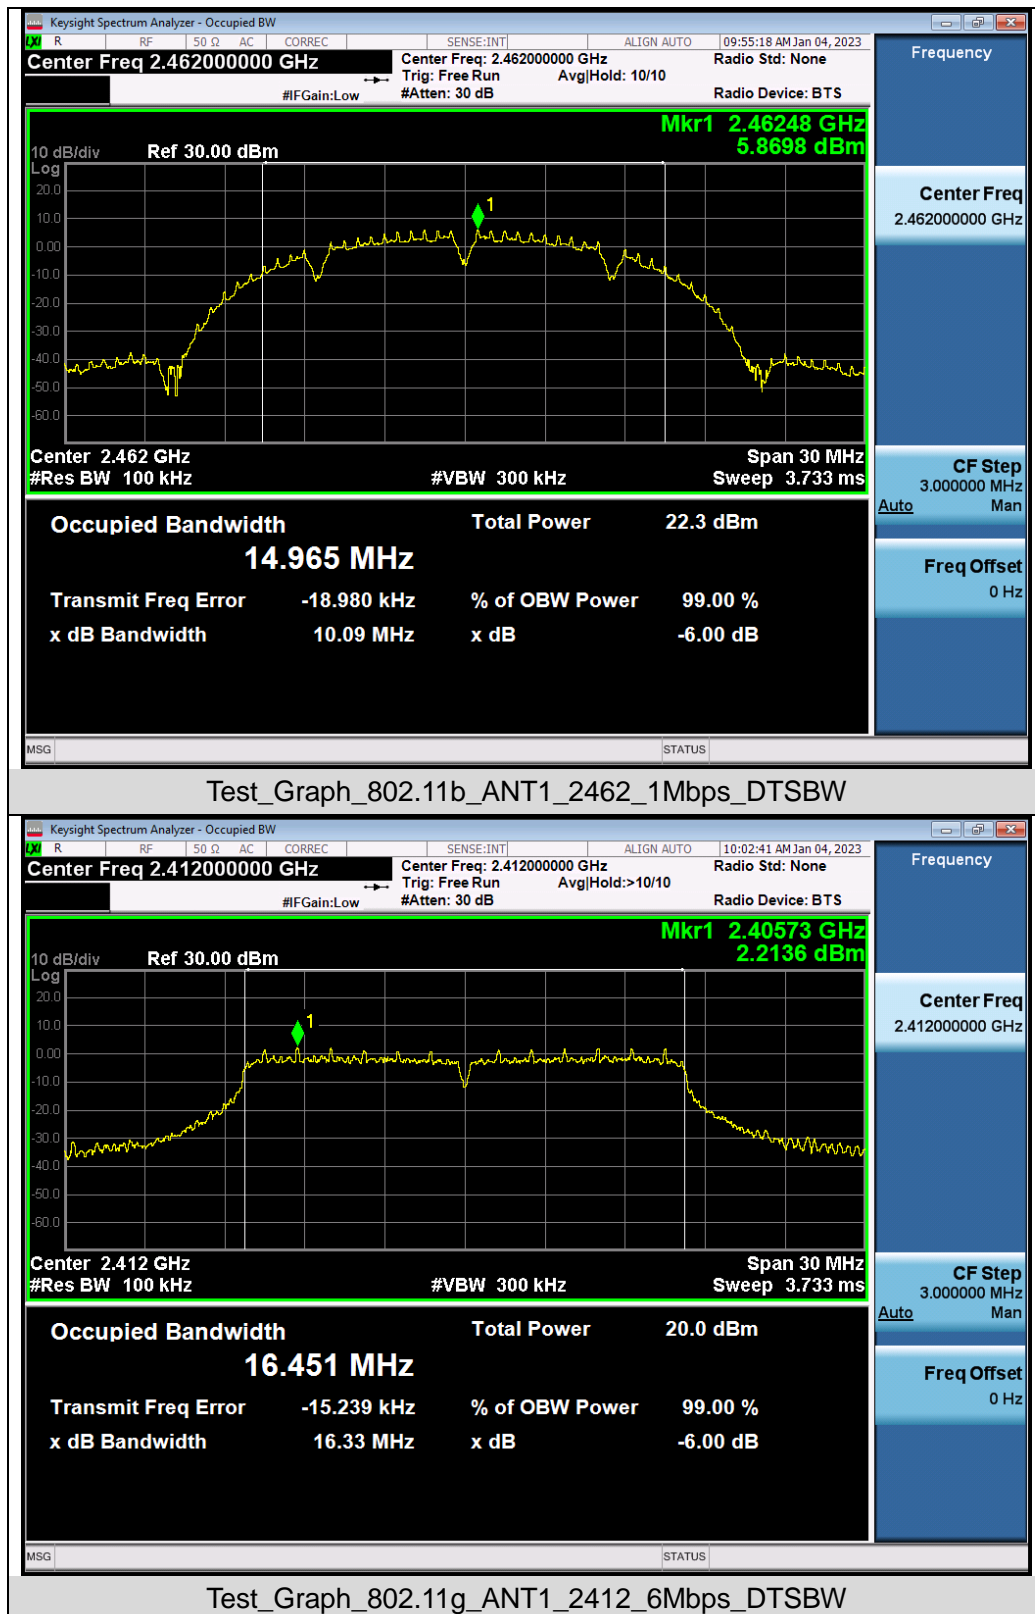 Keysight Spectrum Analyzer - Occupied BW
LXI R RF 50 Ω AC CORREC SENSE:INT ALIGN AUTO 09:55:18 AM Jan 04, 2023
Center Freq 2.462000000 GHz
Center Freq: 2.462000000 GHz
Radio Std: None
Trig: Free Run Avg|Hold: 10/10
#IFGain:Low #Atten: 30 dB Radio Device: BTS
Frequency
Mkr1 2.46248 GHz
5.8698 dBm
10 dB/div Ref 30.00 dBm
Log
20.0
10.0
0.00
-10.0
-20.0
-30.0
-40.0
-50.0
-60.0
1
Center 2.462 GHz Span 30 MHz
#Res BW 100 kHz #VBW 300 kHz Sweep 3.733 ms
Center Freq
2.462000000 GHz
CF Step
3.000000 MHz
Auto Man
Freq Offset
0 Hz
Occupied Bandwidth Total Power 22.3 dBm
14.965 MHz
Transmit Freq Error -18.980 kHz % of OBW Power 99.00 %
x dB Bandwidth 10.09 MHz x dB -6.00 dB
MSG STATUS
Test_Graph_802.11b_ANT1_2462_1Mbps_DTSBW
Keysight Spectrum Analyzer - Occupied BW
LXI R RF 50 Ω AC CORREC SENSE:INT ALIGN AUTO 10:02:41 AM Jan 04, 2023
Center Freq 2.412000000 GHz
Center Freq: 2.412000000 GHz
Radio Std: None
Trig: Free Run Avg|Hold:>10/10
#IFGain:Low #Atten: 30 dB Radio Device: BTS
Frequency
Mkr1 2.40573 GHz
2.2136 dBm
10 dB/div Ref 30.00 dBm
Log
20.0
10.0
0.00
-10.0
-20.0
-30.0
-40.0
-50.0
-60.0
1
Center 2.412 GHz Span 30 MHz
#Res BW 100 kHz #VBW 300 kHz Sweep 3.733 ms
Center Freq
2.412000000 GHz
CF Step
3.000000 MHz
Auto Man
Freq Offset
0 Hz
Occupied Bandwidth Total Power 20.0 dBm
16.451 MHz
Transmit Freq Error -15.239 kHz % of OBW Power 99.00 %
x dB Bandwidth 16.33 MHz x dB -6.00 dB
MSG STATUS
Test_Graph_802.11g_ANT1_2412_6Mbps_DTSBW